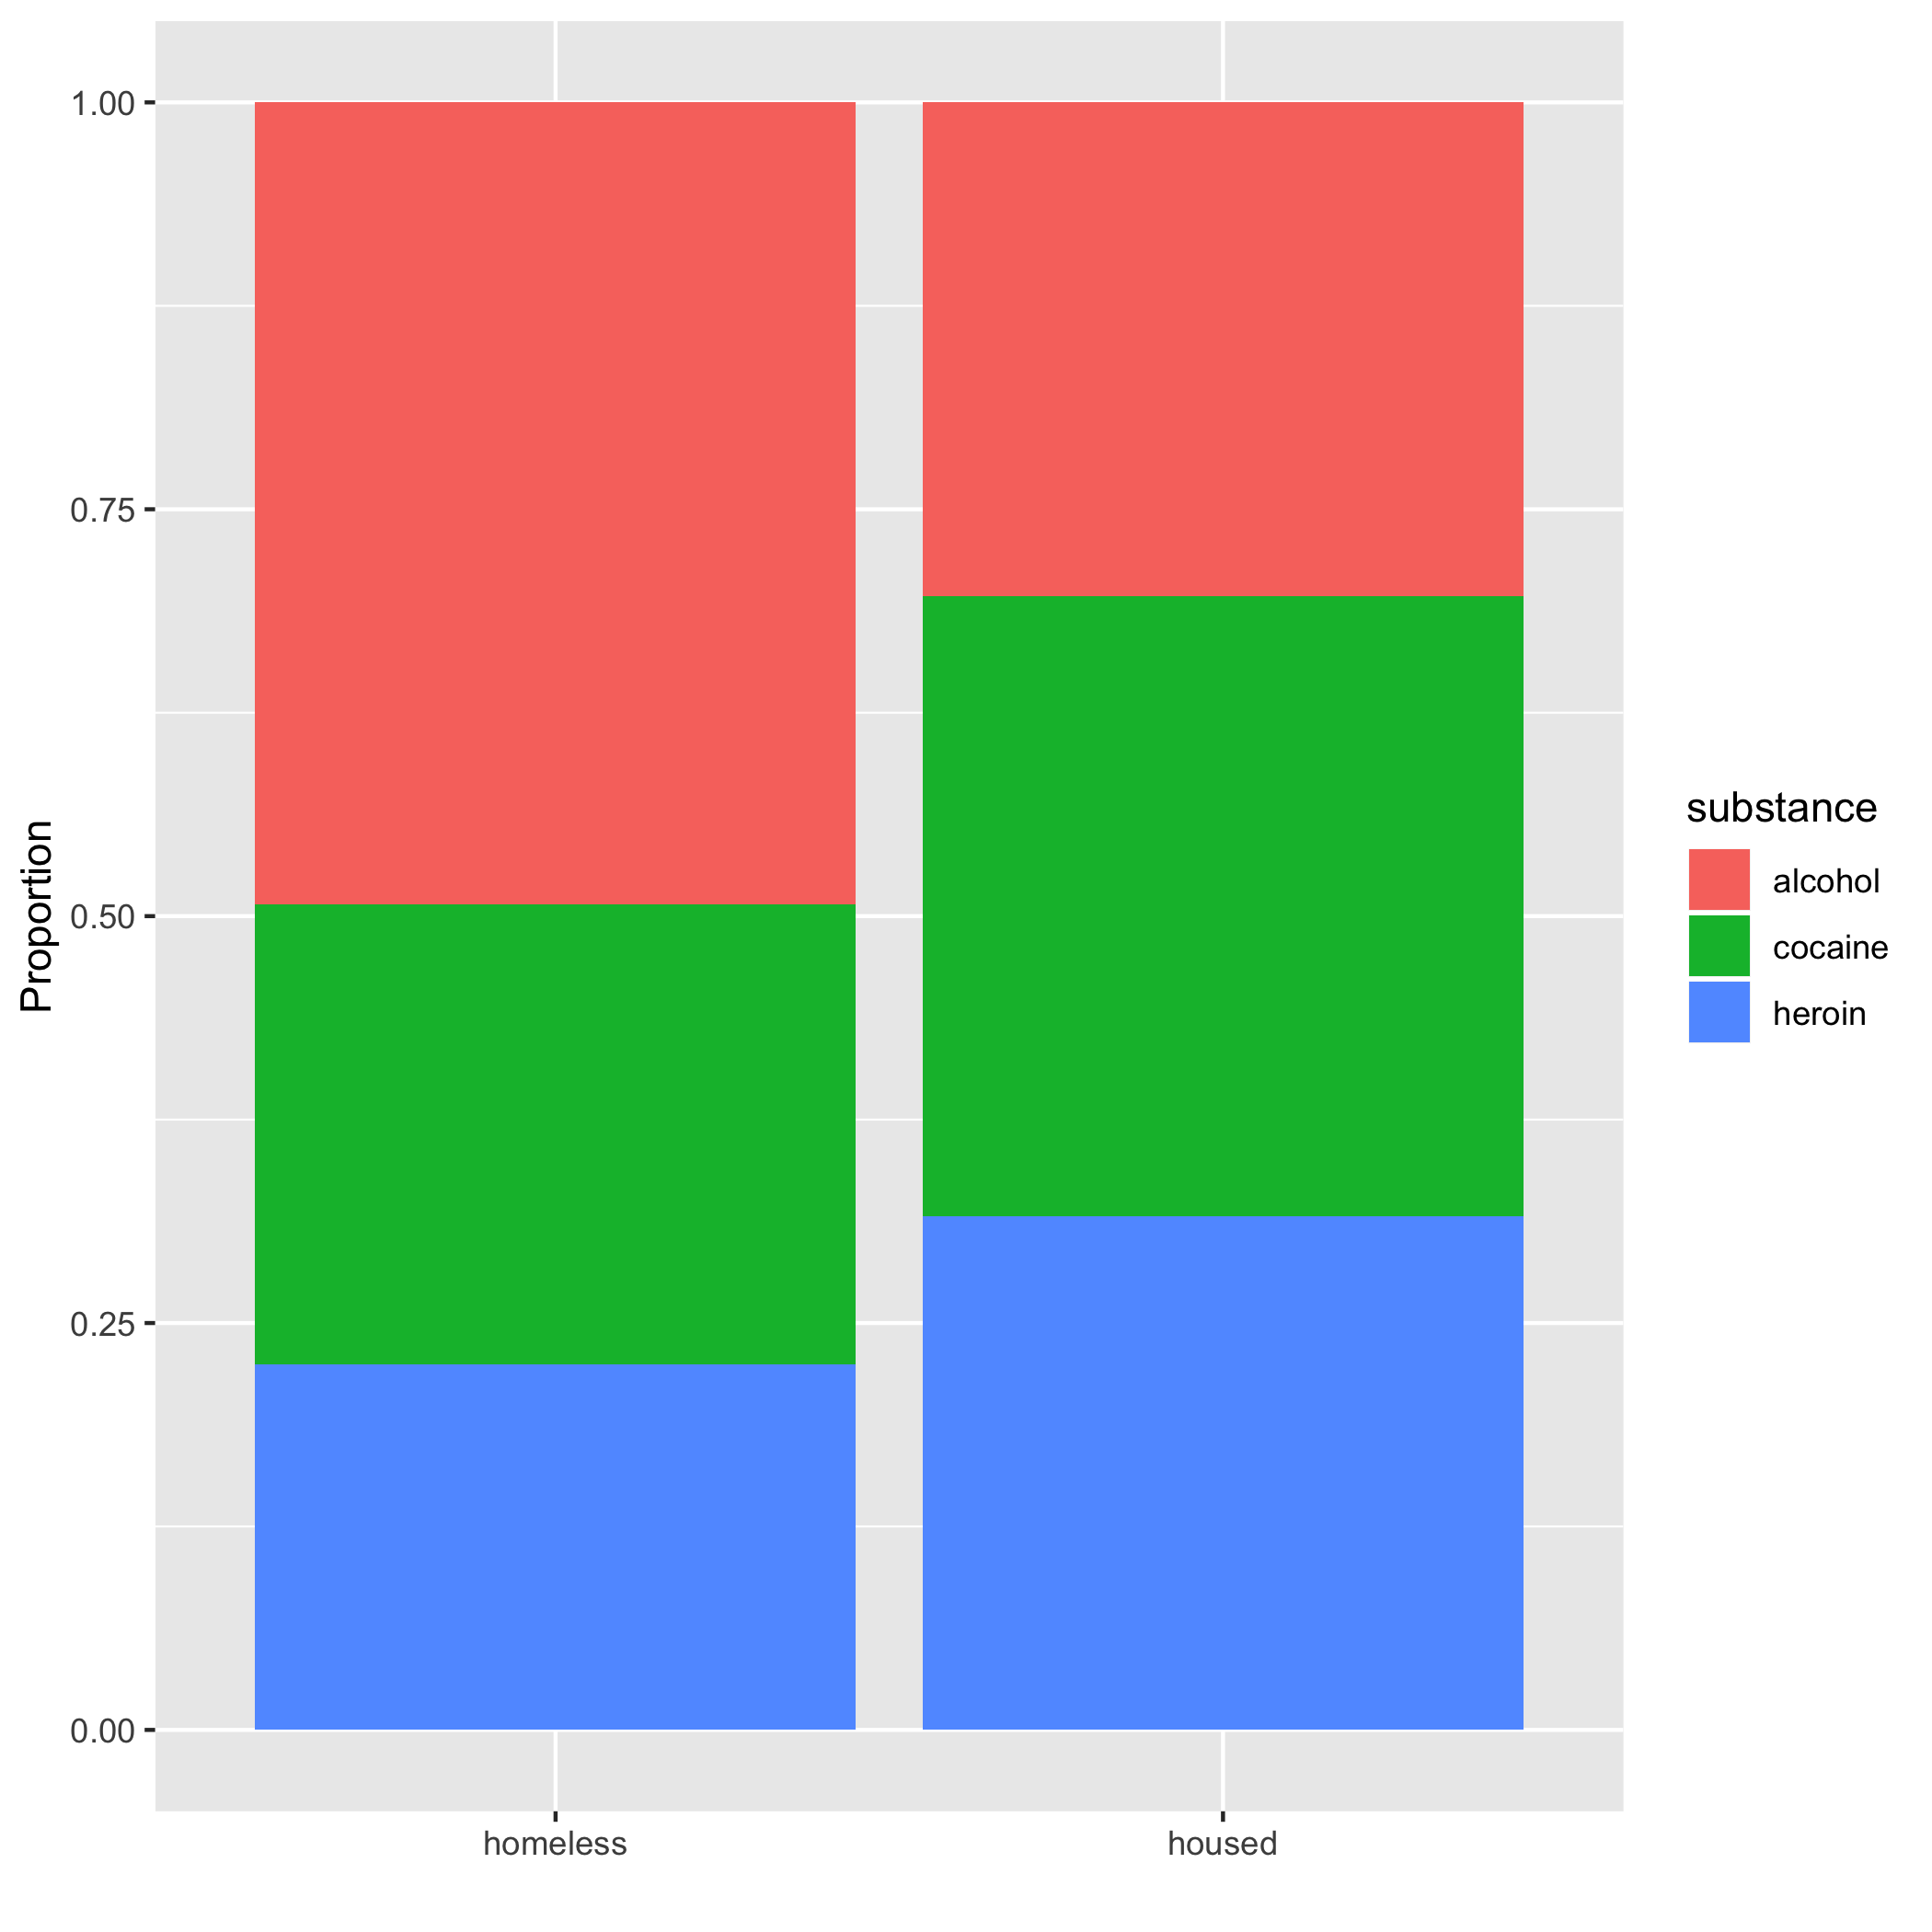 Proportion
1.00
0.75
0.50
0.25
0.00
homeless
housed
substance
alcohol
cocaine
heroin